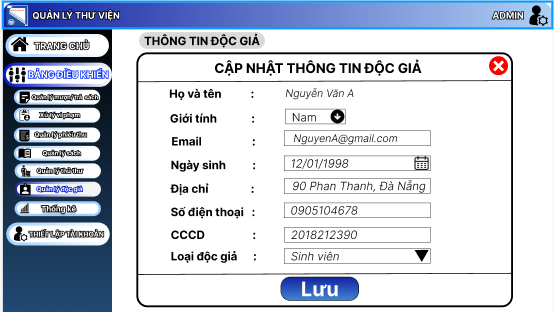 QUẢN LÝ THƯ VIỆN
ADMIN
TRANG CHỦ
BẢNG ĐIỀU KHIỂN
Quản lý mượn/trả sách
Xử lý vi phạm
Quản lý phiếu thu
Quản lý sách
Quản lý thủ thư
Quản lý độc giả
Thống kê
THIẾT LẬP TÀI KHOẢN
THÔNG TIN ĐỘC GIẢ
CẬP NHẬT THÔNG TIN ĐỘC GIẢ
Họ và tên : Nguyễn Văn A
Giới tính : Nam
Email : NguyenA@gmail.com
Ngày sinh : 12/01/1998
Địa chỉ : 90 Phan Thanh, Đà Nẵng
Số điện thoại : 0905104678
CCCD : 2018212390
Loại độc giả : Sinh viên
Lưu